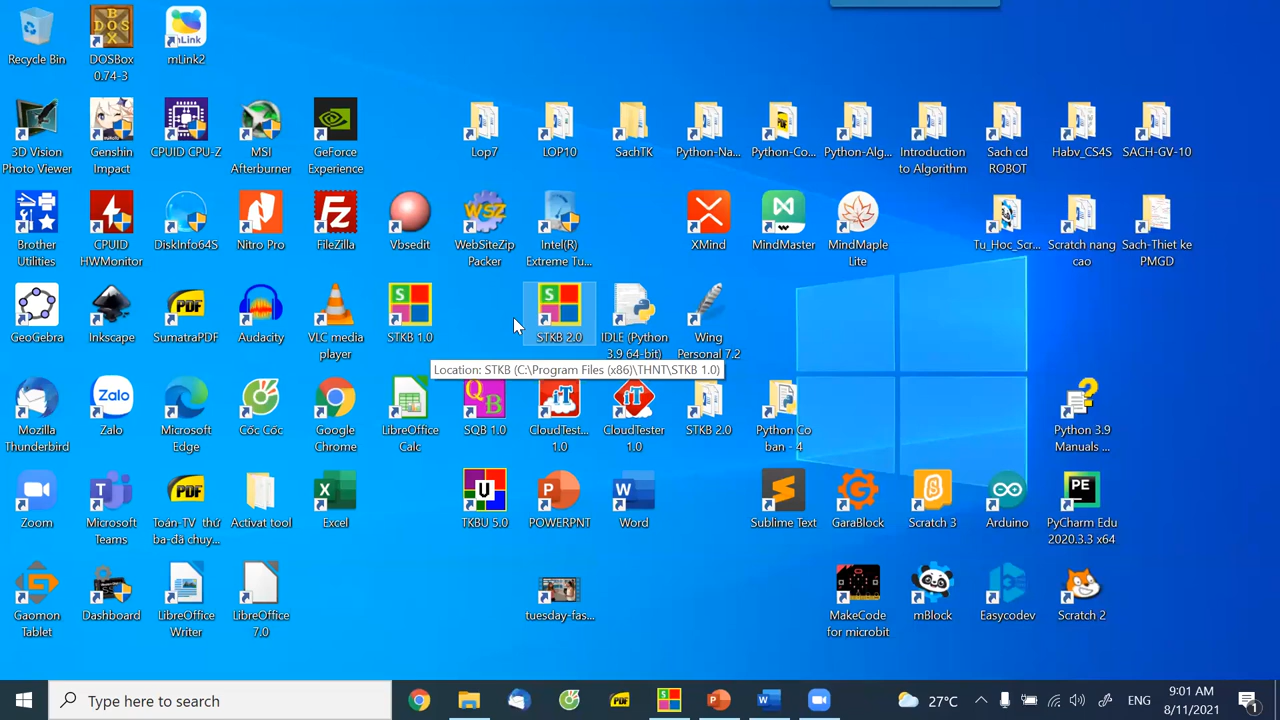 Recycle Bin
DOSBox
0.74-3
mLink2
3D Vision
Photo Viewer
Genshin
Impact
CPUID CPU-Z
MSI
Afterburner
GeForce
Experience
Lop7
LOP10
SachTK
Python-Na...
Python-Co...
Python-Alg...
Introduction
to Algorithm
Sach cd
ROBOT
Habv_CS4S
SACH-GV-10
Brother
Utilities
CPUID
HWMonitor
DiskInfo64S
Nitro Pro
FileZilla
Vbsedit
WebSiteZip
Packer
Intel(R)
Extreme Tu...
XMind
MindMaster
MindMaple
Lite
Tu_Hoc_Scr...
Scratch nang
cao
Sach-Thiet ke
PMGD
GeoGebra
Inkscape
SumatraPDF
Audacity
VLC media
player
STKB 1.0
STKB 2.0
IDLE (Python
3.9 64-bit)
Wing
Personal 7.2
Location: STKB (C:\Program Files (x86)\THNT\STKB 1.0)
Mozilla
Thunderbird
Zalo
Microsoft
Edge
Cốc Cốc
Google
Chrome
LibreOffice
Calc
SQB 1.0
CloudTest...
1.0
CloudTester
1.0
STKB 2.0
Python Co
ban - 4
Python 3.9
Manuals ...
Zoom
Microsoft
Teams
Toán-TV thứ
ba-đã chuy...
Activat tool
Excel
TKBU 5.0
POWERPNT
Word
Sublime Text
GaraBlock
Scratch 3
Arduino
PyCharm Edu
2020.3.3 x64
Gaomon
Tablet
Dashboard
LibreOffice
Writer
LibreOffice
7.0
tuesday-fas...
MakeCode
for microbit
mBlock
Easycodev
Scratch 2
Type here to search
27°C
ENG
9:01 AM
8/11/2021
1